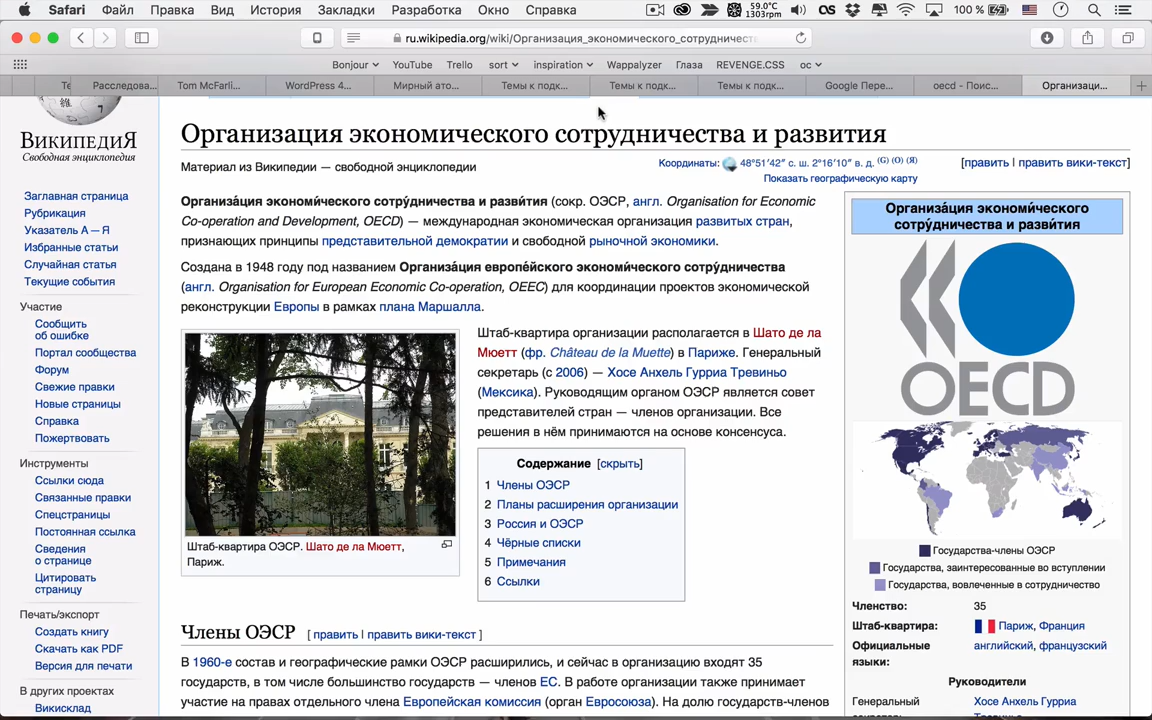 Safari Файл Правка Вид История Закладки Разработка Окно Справка 59.0°C 1303rpm 100 %
ru.wikipedia.org/wiki/Организация_экономического_сотрудничест
Bonjour YouTube Trello sort inspiration Wappalyzer Глаза REVENGE.CSS ос
Те Расследова... Tom McFarli... WordPress 4... Мирный ато... Темы к подк... Темы к подк... Темы к подк... Google Пере... oecd - Поис... Организаци...
ВИКИПЕДИЯ
Свободная энциклопедия
Заглавная страница
Рубрикация
Указатель А — Я
Избранные статьи
Случайная статья
Текущие события
Участие
Сообщить
об ошибке
Портал сообщества
Форум
Свежие правки
Новые страницы
Справка
Пожертвовать
Инструменты
Ссылки сюда
Связанные правки
Спецстраницы
Постоянная ссылка
Сведения
о странице
Цитировать
страницу
Печать/экспорт
Создать книгу
Скачать как PDF
Версия для печати
В других проектах
Викисклад
Организация экономического сотрудничества и развития
Материал из Википедии — свободной энциклопедии
Координаты: 48°51′42″ с. ш. 2°16′10″ в. д. (G) (O) (Я)
Показать географическую карту
[править | править вики-текст]
Организа́ция экономи́ческого сотру́дничества и разви́тия (сокр. ОЭСР, англ. Organisation for Economic
Co-operation and Development, OECD) — международная экономическая организация развитых стран,
признающих принципы представительной демократии и свободной рыночной экономики.
Создана в 1948 году под названием Организа́ция европе́йского экономи́ческого сотру́дничества
(англ. Organisation for European Economic Co-operation, OEEC) для координации проектов экономической
реконструкции Европы в рамках плана Маршалла.
Штаб-квартира ОЭСР. Шато де ла Мюетт,
Париж.
Штаб-квартира организации располагается в Шато де ла
Мюетт (фр. Château de la Muette) в Париже. Генеральный
секретарь (с 2006) — Хосе Анхель Гурриа Тревиньо
(Мексика). Руководящим органом ОЭСР является совет
представителей стран — членов организации. Все
решения в нём принимаются на основе консенсуса.
Содержание [скрыть]
1 Члены ОЭСР
2 Планы расширения организации
3 Россия и ОЭСР
4 Чёрные списки
5 Примечания
6 Ссылки
Члены ОЭСР [ править | править вики-текст ]
В 1960-е состав и географические рамки ОЭСР расширились, и сейчас в организацию входят 35
государств, в том числе большинство государств — членов ЕС. В работе организации также принимает
участие на правах отдельного члена Европейская комиссия (орган Евросоюза). На долю государств-членов
Организа́ция экономи́ческого
сотру́дничества и разви́тия
OECD
Государства-члены ОЭСР
Государства, заинтересованные во вступлении
Государства, вовлеченные в сотрудничество
Членство: 35
Штаб-квартира: Париж, Франция
Официальные английский, французский
языки:
Руководители
Генеральный Хосе Анхель Гурриа